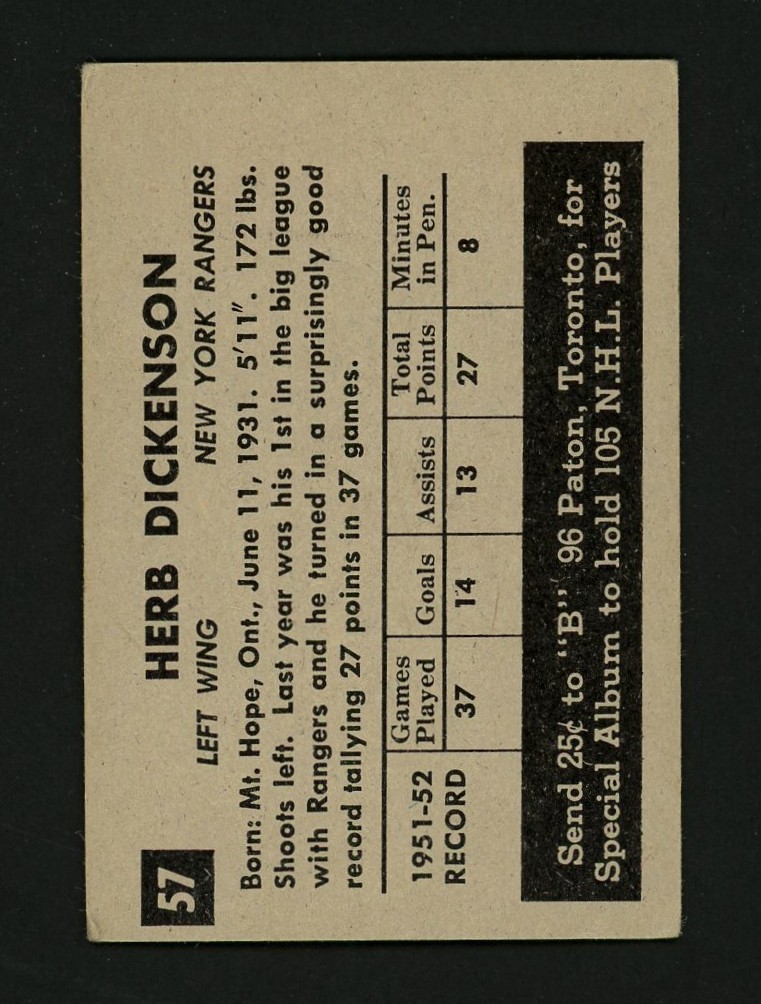 57
HERB DICKENSON
LEFT WING NEW YORK RANGERS
Born: Mt. Hope, Ont., June 11, 1931. 5'11". 172 lbs.
Shoots left. Last year was his 1st in the big league
with Rangers and he turned in a surprisingly good
record tallying 27 points in 37 games.
1951-52 RECORD
Games Played Goals Assists Total Points Minutes in Pen.
37 14 13 27 8
Send 25¢ to "B" 96 Paton, Toronto, for
Special Album to hold 105 N.H.L. Players